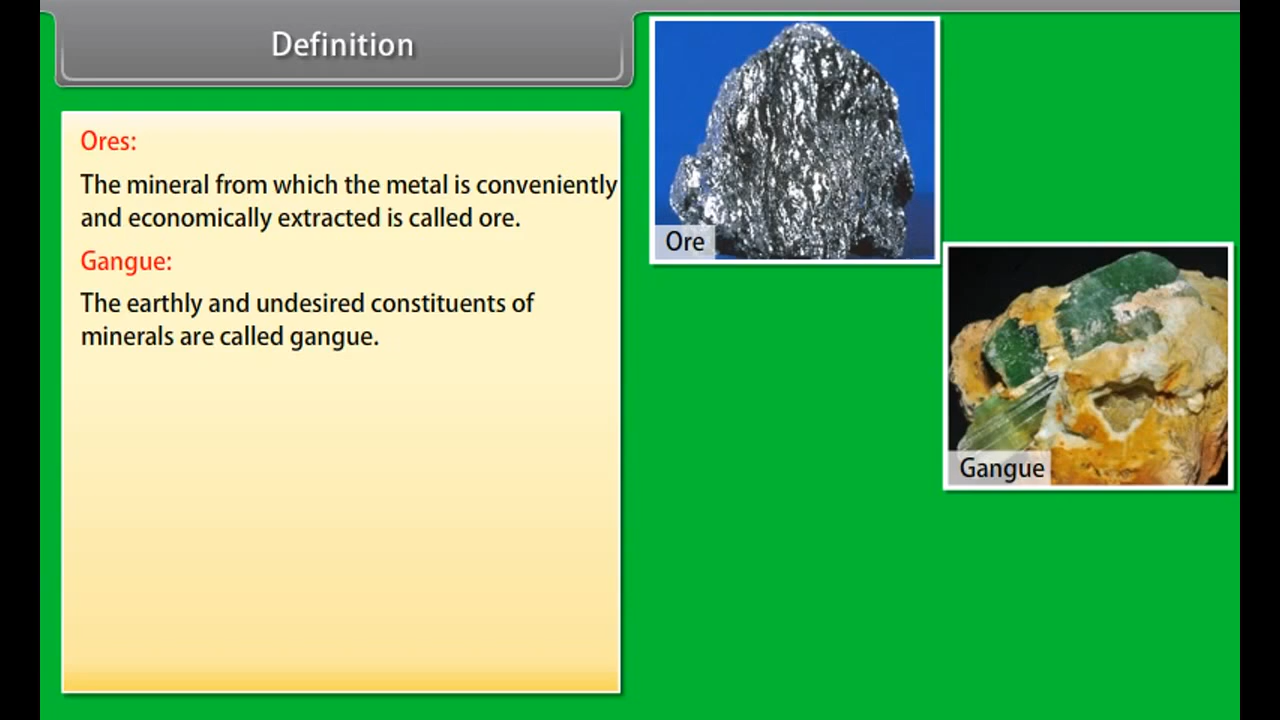 Definition
Ores:
The mineral from which the metal is conveniently
and economically extracted is called ore.
Gangue:
The earthly and undesired constituents of
minerals are called gangue.
Ore
Gangue